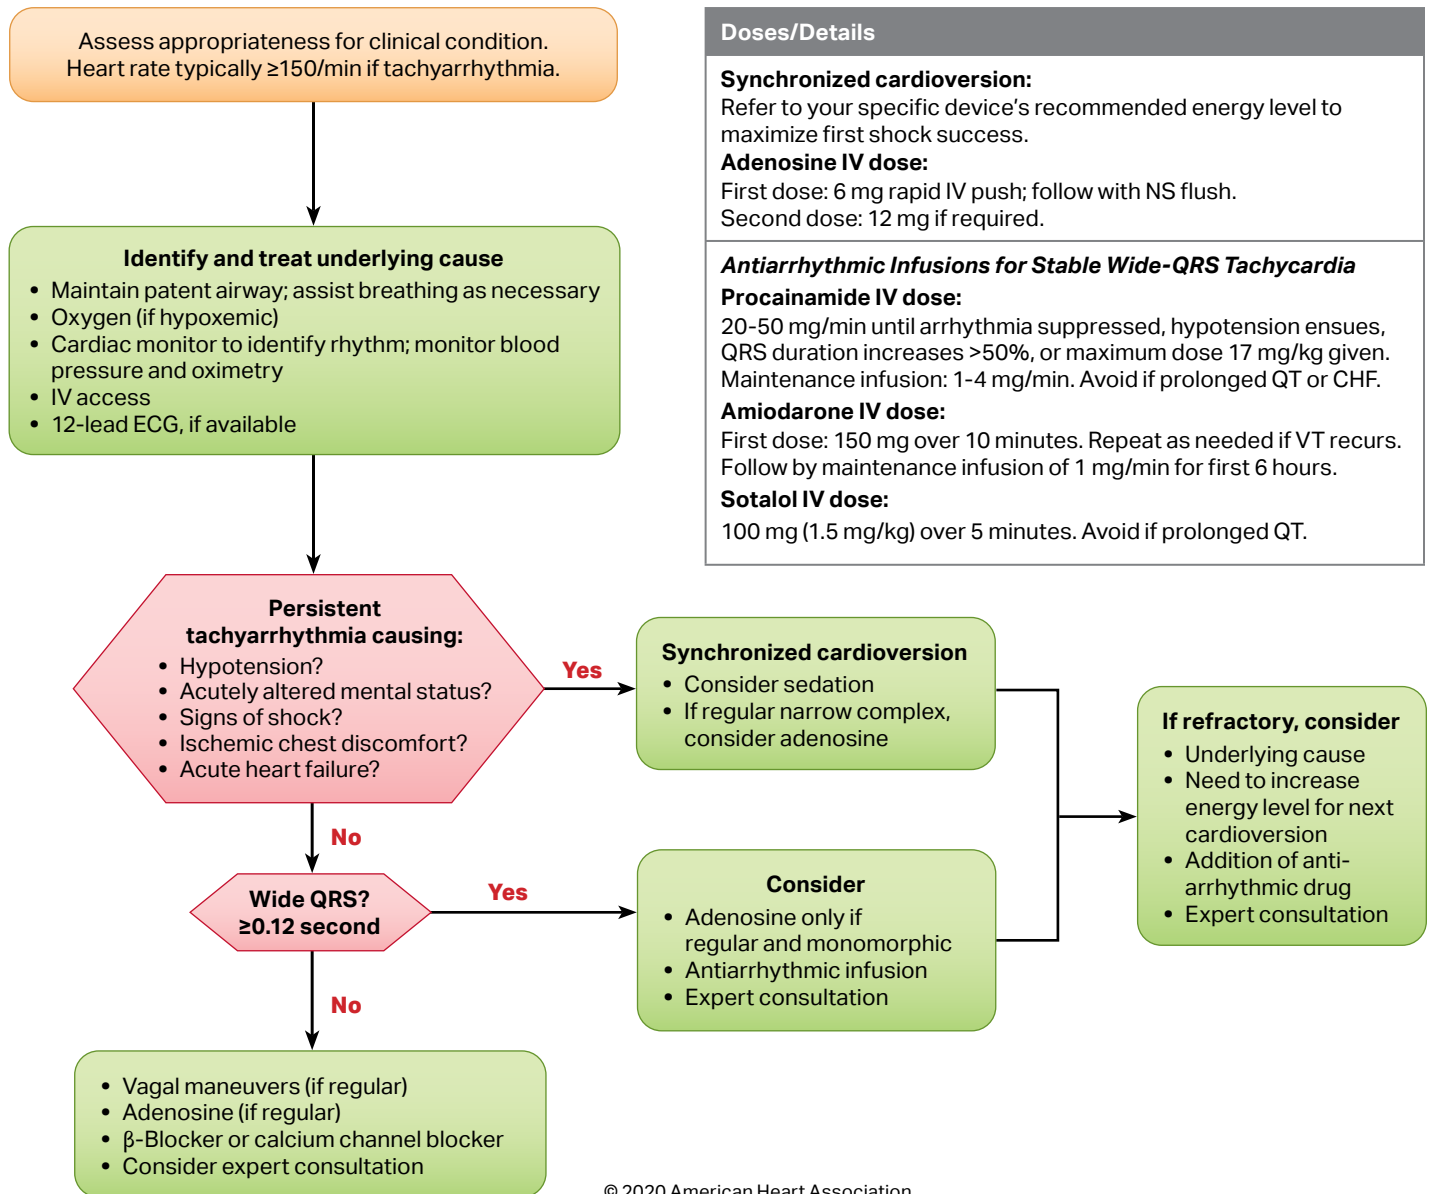 Assess appropriateness for clinical condition.
Heart rate typically ≥150/min if tachyarrhythmia.
Identify and treat underlying cause
• Maintain patent airway; assist breathing as necessary
• Oxygen (if hypoxemic)
• Cardiac monitor to identify rhythm; monitor blood
pressure and oximetry
• IV access
• 12-lead ECG, if available
Persistent
tachyarrhythmia causing:
• Hypotension?
• Acutely altered mental status?
• Signs of shock?
• Ischemic chest discomfort?
• Acute heart failure?
Yes
Synchronized cardioversion
• Consider sedation
• If regular narrow complex,
consider adenosine
If refractory, consider
• Underlying cause
• Need to increase
energy level for next
cardioversion
• Addition of anti-
arrhythmic drug
• Expert consultation
No
Wide QRS?
≥0.12 second
Yes
Consider
• Adenosine only if
regular and monomorphic
• Antiarrhythmic infusion
• Expert consultation
No
• Vagal maneuvers (if regular)
• Adenosine (if regular)
• β-Blocker or calcium channel blocker
• Consider expert consultation
Doses/Details
Synchronized cardioversion:
Refer to your specific device's recommended energy level to
maximize first shock success.
Adenosine IV dose:
First dose: 6 mg rapid IV push; follow with NS flush.
Second dose: 12 mg if required.
Antiarrhythmic Infusions for Stable Wide-QRS Tachycardia
Procainamide IV dose:
20-50 mg/min until arrhythmia suppressed, hypotension ensues,
QRS duration increases >50%, or maximum dose 17 mg/kg given.
Maintenance infusion: 1-4 mg/min. Avoid if prolonged QT or CHF.
Amiodarone IV dose:
First dose: 150 mg over 10 minutes. Repeat as needed if VT recurs.
Follow by maintenance infusion of 1 mg/min for first 6 hours.
Sotalol IV dose:
100 mg (1.5 mg/kg) over 5 minutes. Avoid if prolonged QT.
© 2020 American Heart Association